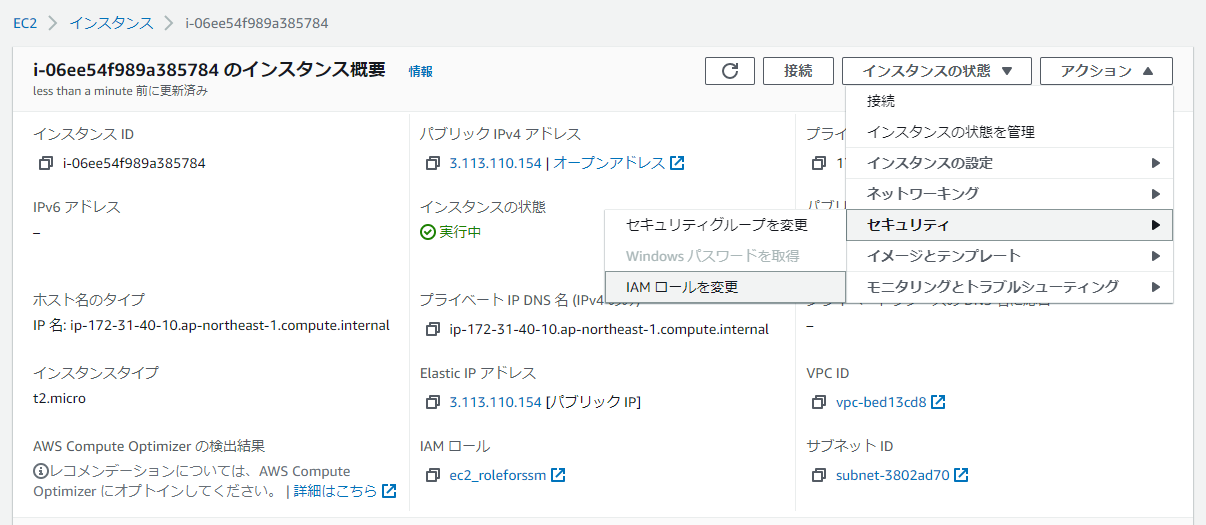 EC2 > インスタンス > i-06ee54f989a385784
i-06ee54f989a385784 のインスタンス概要 情報
less than a minute 前に更新済み
接続
インスタンスの状態 ▼
アクション ▲
接続
インスタンスの状態を管理
インスタンスの設定
ネットワーキング
セキュリティ
イメージとテンプレート
モニタリングとトラブルシューティング
セキュリティグループを変更
Windows パスワードを取得
IAM ロールを変更
インスタンス ID
i-06ee54f989a385784
パブリック IPv4 アドレス
3.113.110.154 | オープンアドレス
IPv6 アドレス
–
インスタンスの状態
実行中
ホスト名のタイプ
IP 名: ip-172-31-40-10.ap-northeast-1.compute.internal
プライベート IP DNS 名 (IPv4
ip-172-31-40-10.ap-northeast-1.compute.internal
–
インスタンスタイプ
t2.micro
Elastic IP アドレス
3.113.110.154 [パブリック IP]
VPC ID
vpc-bed13cd8
AWS Compute Optimizer の検出結果
レコメンデーションについては、AWS Compute
Optimizer にオプトインしてください。 | 詳細はこちら
IAM ロール
ec2_roleforssm
サブネット ID
subnet-3802ad70